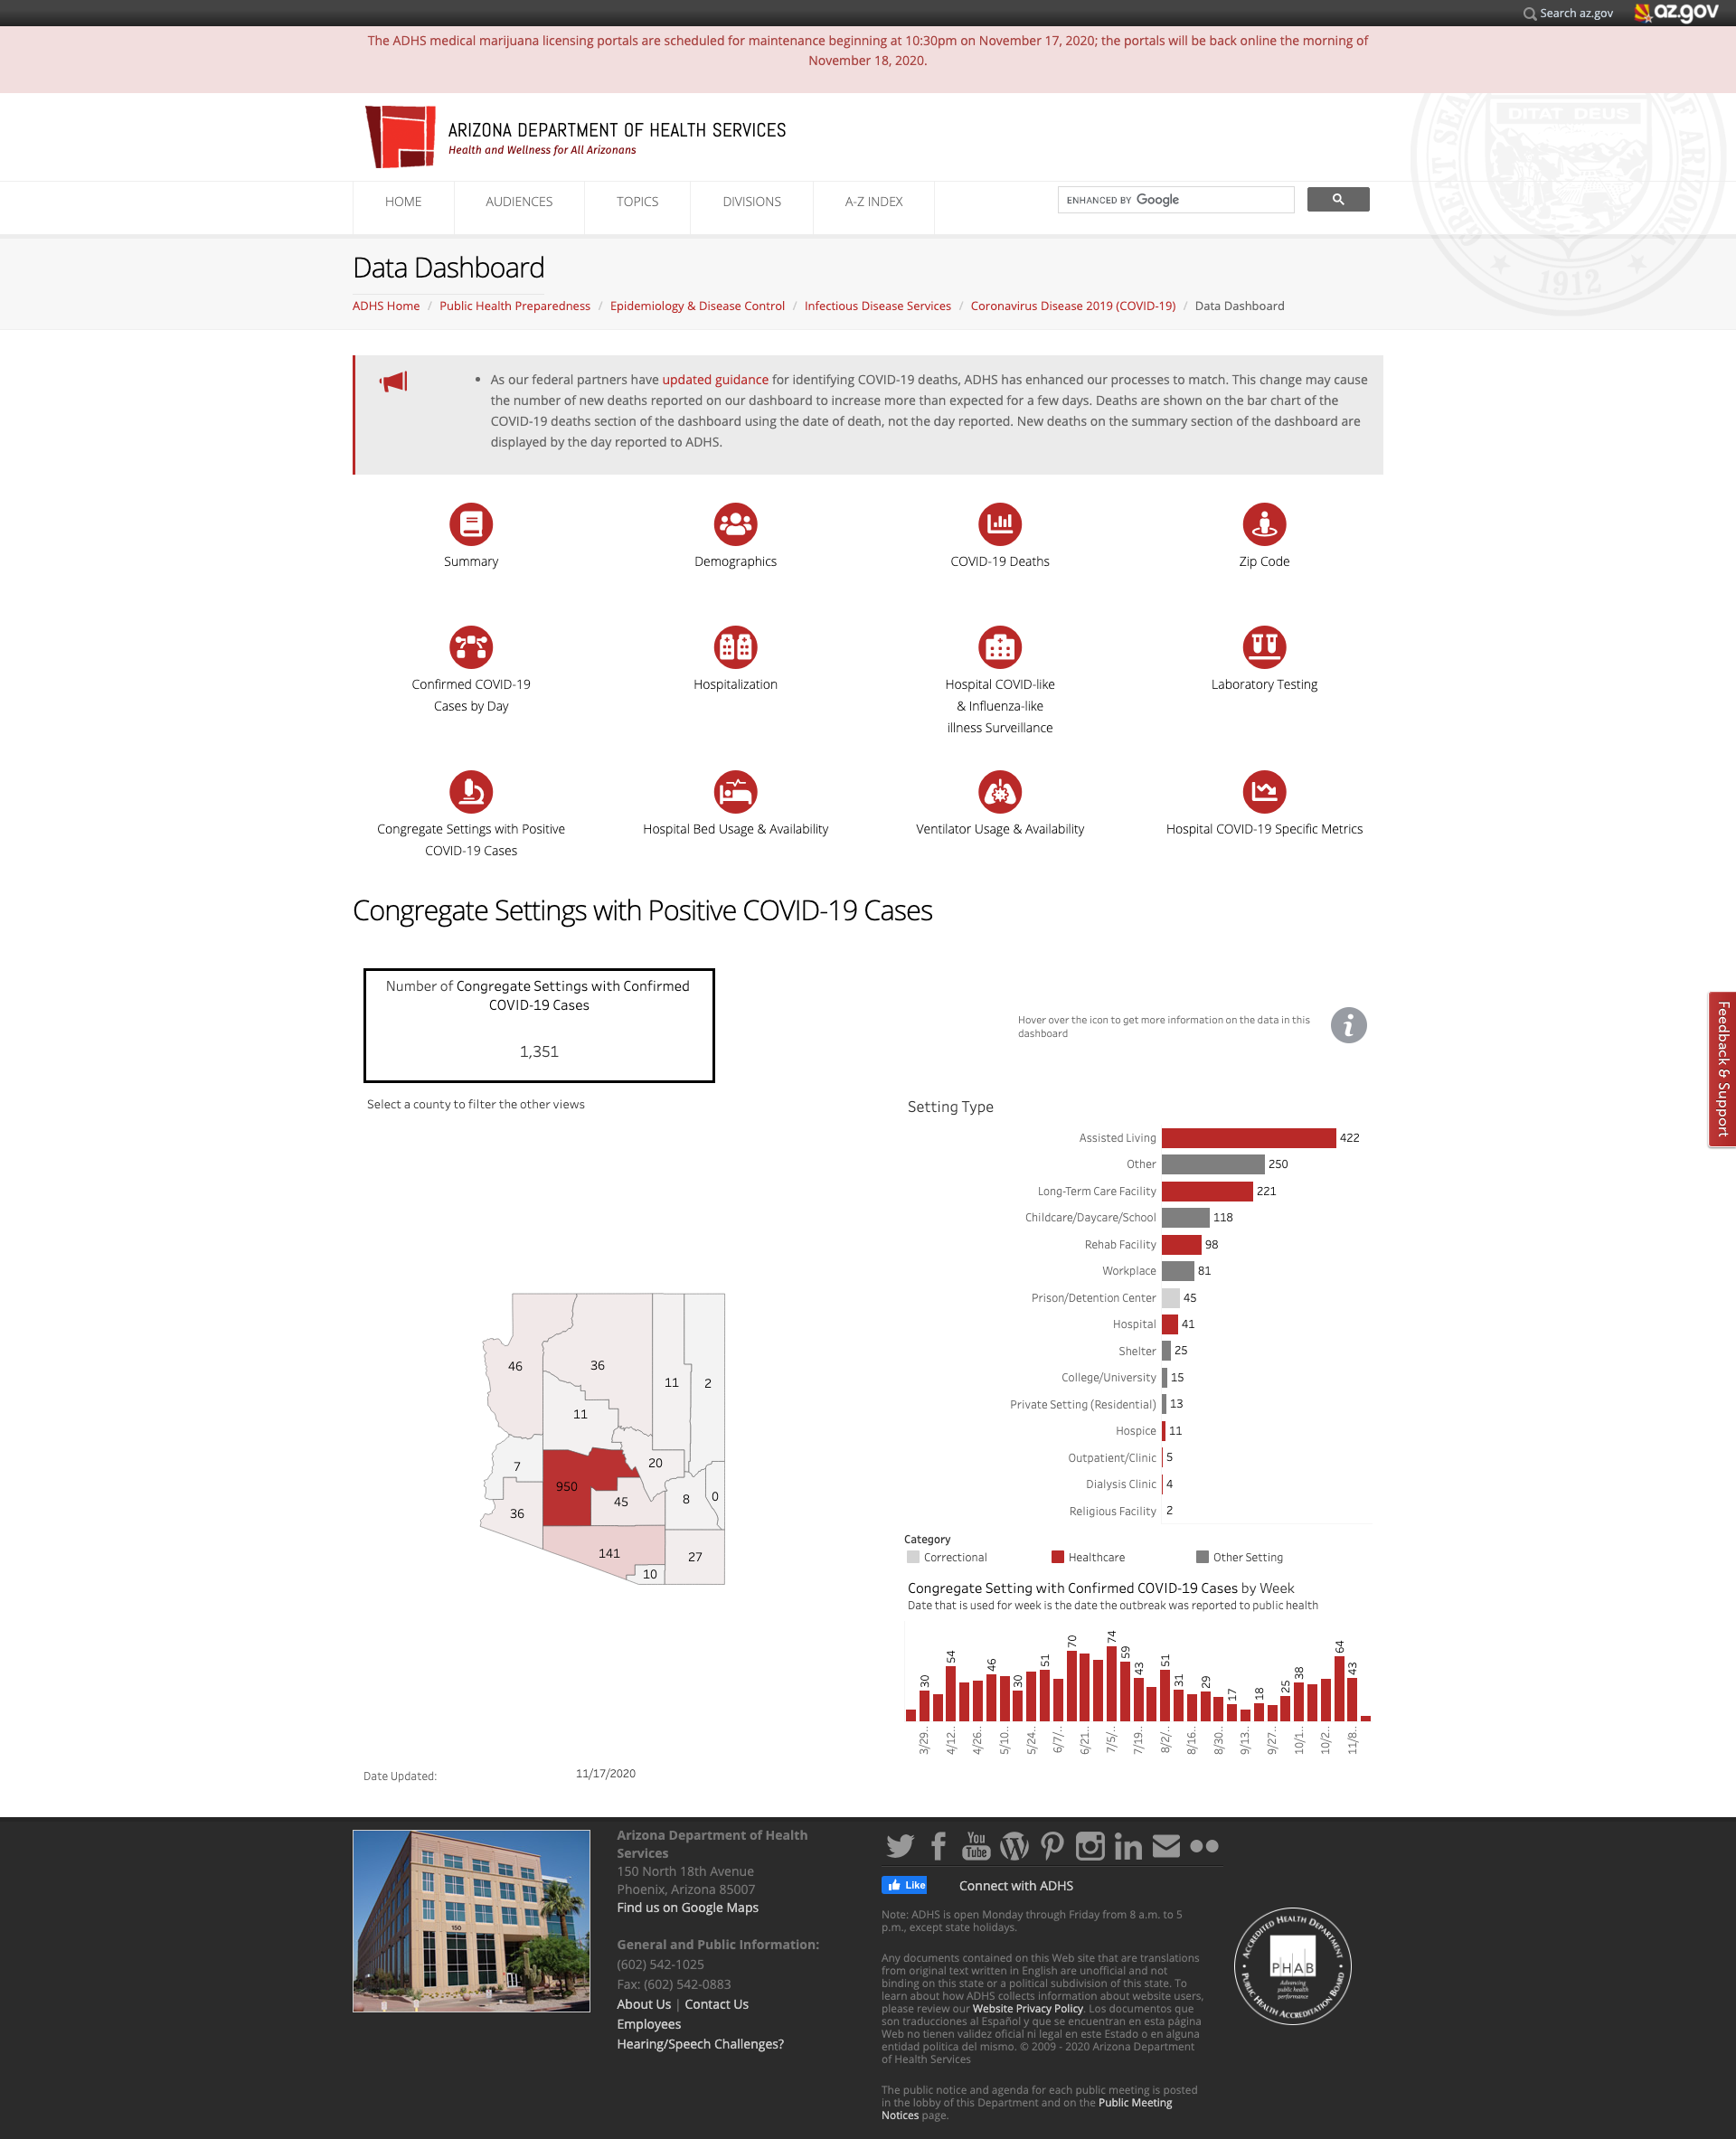 Search az.gov
az.gov
The ADHS medical marijuana licensing portals are scheduled for maintenance beginning at 10:30pm on November 17, 2020; the portals will be back online the morning of
November 18, 2020.
DITAT DEUS
GREAT SEAL
ARIZONA
1912
ARIZONA DEPARTMENT OF HEALTH SERVICES
Health and Wellness for All Arizonans
HOME
AUDIENCES
TOPICS
DIVISIONS
A-Z INDEX
ENHANCED BY Google
Data Dashboard
ADHS Home / Public Health Preparedness / Epidemiology & Disease Control / Infectious Disease Services / Coronavirus Disease 2019 (COVID-19) / Data Dashboard
• As our federal partners have updated guidance for identifying COVID-19 deaths, ADHS has enhanced our processes to match. This change may cause
the number of new deaths reported on our dashboard to increase more than expected for a few days. Deaths are shown on the bar chart of the
COVID-19 deaths section of the dashboard using the date of death, not the day reported. New deaths on the summary section of the dashboard are
displayed by the day reported to ADHS.
Summary
Demographics
COVID-19 Deaths
Zip Code
Confirmed COVID-19
Cases by Day
Hospitalization
Hospital COVID-like
& Influenza-like
illness Surveillance
Laboratory Testing
Congregate Settings with Positive
COVID-19 Cases
Hospital Bed Usage & Availability
Ventilator Usage & Availability
Hospital COVID-19 Specific Metrics
Congregate Settings with Positive COVID-19 Cases
Number of Congregate Settings with Confirmed
COVID-19 Cases
1,351
Hover over the icon to get more information on the data in this
dashboard
i
Feedback & Support
Select a county to filter the other views
46
36
11
2
11
7
950
20
45
8
0
36
141
27
10
Setting Type
Assisted Living 422
Other 250
Long-Term Care Facility 221
Childcare/Daycare/School 118
Rehab Facility 98
Workplace 81
Prison/Detention Center 45
Hospital 41
Shelter 25
College/University 15
Private Setting (Residential) 13
Hospice 11
Outpatient/Clinic 5
Dialysis Clinic 4
Religious Facility 2
Category
Correctional
Healthcare
Other Setting
Congregate Setting with Confirmed COVID-19 Cases by Week
Date that is used for week is the date the outbreak was reported to public health
30 54 46 30 51 70 74 59 43 51 31 29 17 18 25 38 64 43
3/29.. 4/12.. 4/26.. 5/10.. 5/24.. 6/7/.. 6/21.. 7/5/.. 7/19.. 8/2/.. 8/16.. 8/30.. 9/13.. 9/27.. 10/1.. 10/2.. 11/8..
Date Updated: 11/17/2020
150
Arizona Department of Health
Services
150 North 18th Avenue
Phoenix, Arizona 85007
Find us on Google Maps
General and Public Information:
(602) 542-1025
Fax: (602) 542-0883
About Us | Contact Us
Employees
Hearing/Speech Challenges?
You
Tube
Like
Connect with ADHS
Note: ADHS is open Monday through Friday from 8 a.m. to 5
p.m., except state holidays.
Any documents contained on this Web site that are translations
from original text written in English are unofficial and not
binding on this state or a political subdivision of this state. To
learn about how ADHS collects information about website users,
please review our Website Privacy Policy. Los documentos que
son traducciones al Español y que se encuentran en esta página
Web no tienen validez oficial ni legal en este Estado o en alguna
entidad politica del mismo. © 2009 - 2020 Arizona Department
of Health Services
The public notice and agenda for each public meeting is posted
in the lobby of this Department and on the Public Meeting
Notices page.
ACCREDITED HEALTH DEPARTMENT
PHAB
Advancing
public health
performance
PUBLIC HEALTH ACCREDITATION BOARD